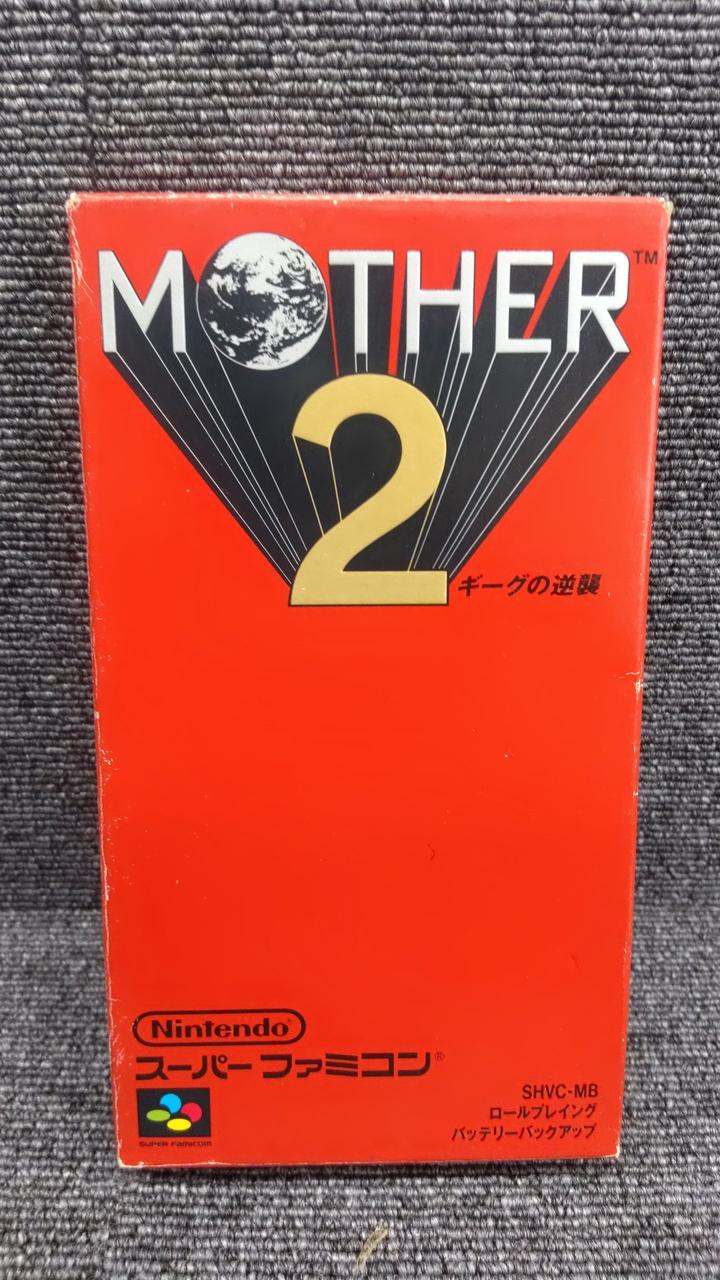 MOTHER™
2
ギーグの逆襲
Nintendo®
スーパーファミコン®
SUPER FAMICOM
SHVC-MB
ロールプレイング
バッテリーバックアップ